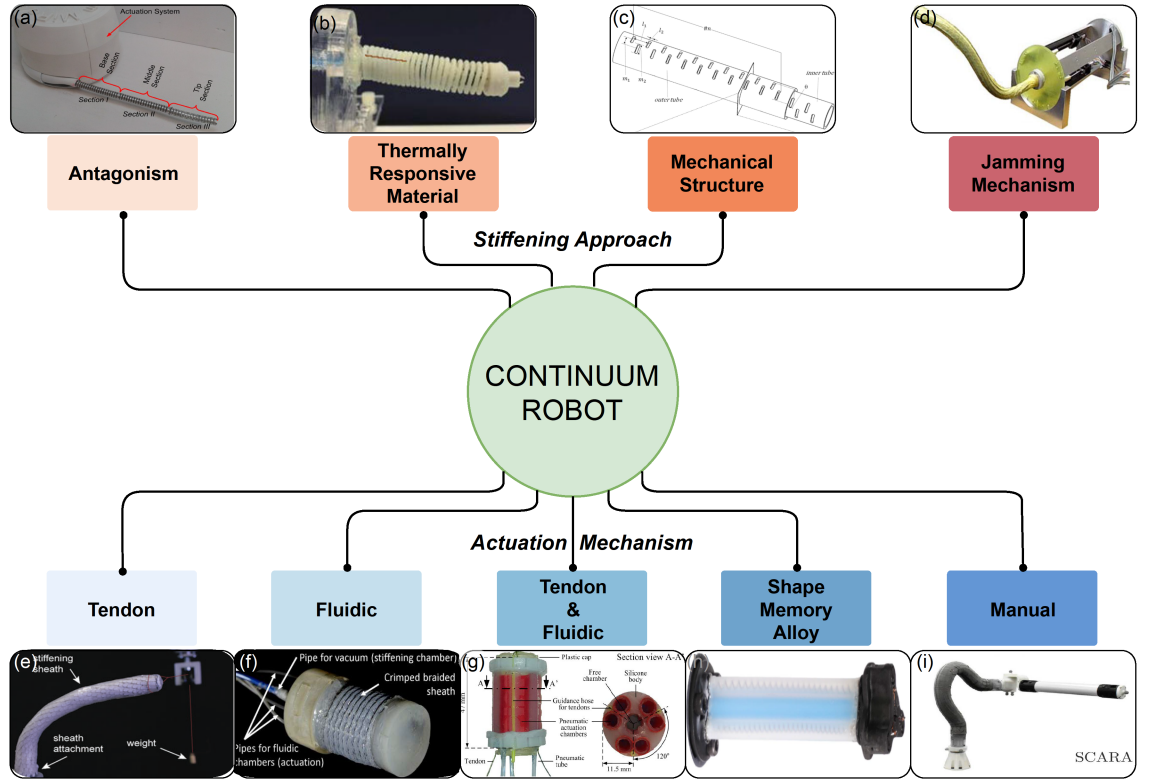 (a)
Actuation System
Base
Section
Middle
Section
Tip
Section
Section I
Section II
Section III
(b)
(c)
outer tube
inner tube
(d)
Antagonism
Thermally
Responsive
Material
Mechanical
Structure
Jamming
Mechanism
Stiffening Approach
CONTINUUM
ROBOT
Actuation Mechanism
Tendon
Fluidic
Tendon
&
Fluidic
Shape
Memory
Alloy
Manual
(e)
stiffening
sheath
sheath
attachment
weight
(f)
Pipe for vacuum (stiffening chamber)
Crimped braided
sheath
Pipes for fluidic
chambers (actuation)
(g)
Plastic cap
Section view A-A'
A
A'
Free
chamber
Silicone
body
Guidance hose
for tendons
Pneumatic
actuation
chambers
47 mm
Tendon
Pneumatic
tube
11.5 mm
120°
(i)
SCARA